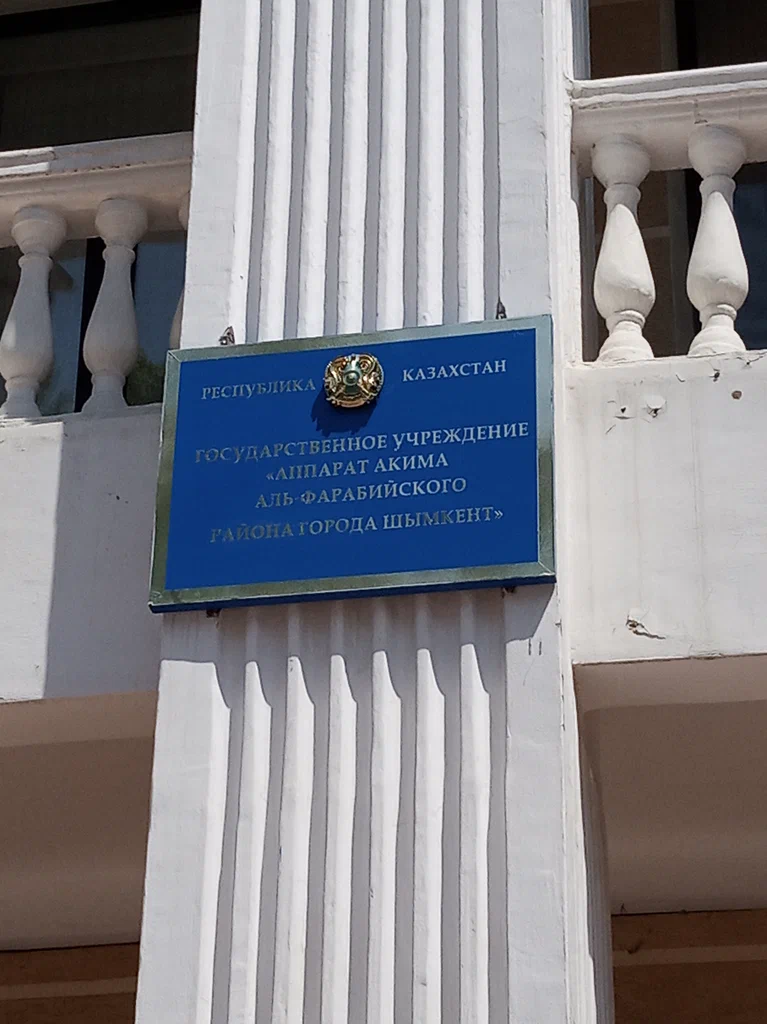 РЕСПУБЛИКА КАЗАХСТАН
ГОСУДАРСТВЕННОЕ УЧРЕЖДЕНИЕ
«АППАРАТ АКИМА
АЛЬ-ФАРАБИЙСКОГО
РАЙОНА ГОРОДА ШЫМКЕНТ»